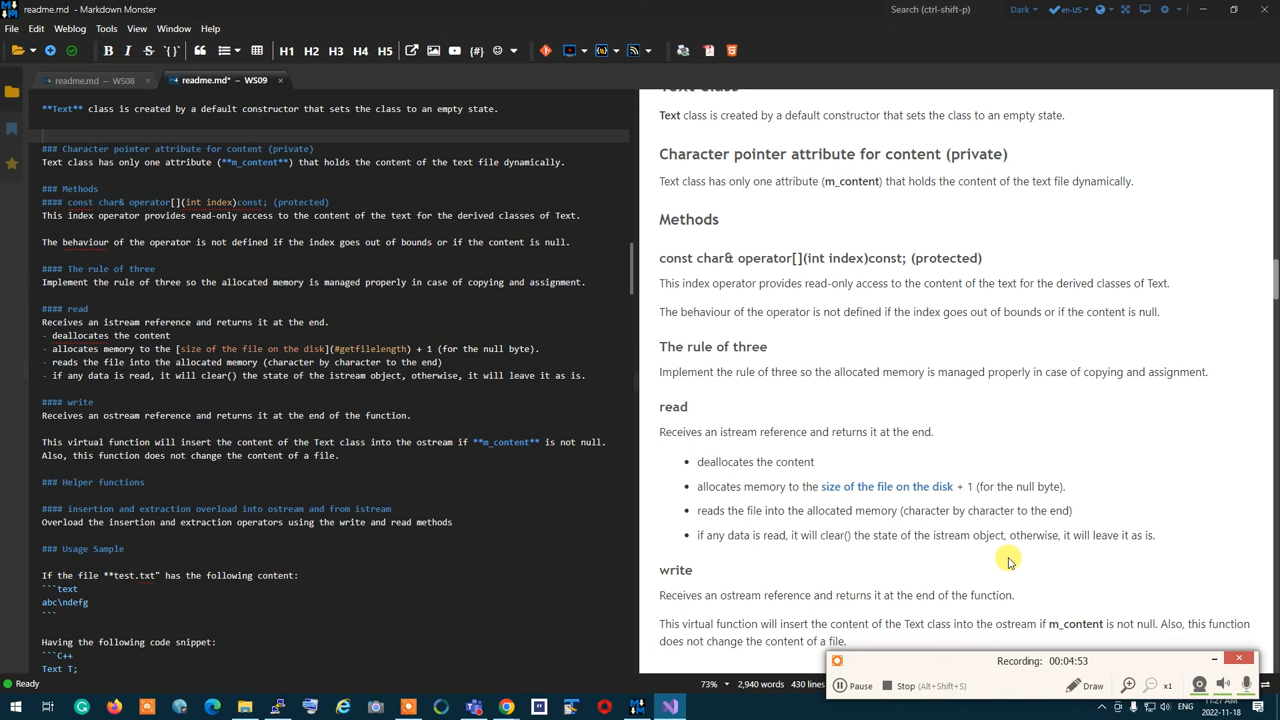 readme.md* - Markdown Monster
Search (ctrl-shift-p)
Dark
en-US
File Edit Weblog Tools View Window Help
B I S `{}` H1 H2 H3 H4 H5
readme.md — WS08
readme.md* — WS09
**Text** class is created by a default constructor that sets the class to an empty state.
### Character pointer attribute for content (private)
Text class has only one attribute (**m_content**) that holds the content of the text file dynamically.
### Methods
#### const char& operator[](int index)const; (protected)
This index operator provides read-only access to the content of the text for the derived classes of Text.
The behaviour of the operator is not defined if the index goes out of bounds or if the content is null.
#### The rule of three
Implement the rule of three so the allocated memory is managed properly in case of copying and assignment.
#### read
Receives an istream reference and returns it at the end.
- deallocates the content
- allocates memory to the [size of the file on the disk](#getfilelength) + 1 (for the null byte).
- reads the file into the allocated memory (character by character to the end)
- if any data is read, it will clear() the state of the istream object, otherwise, it will leave it as is.
#### write
Receives an ostream reference and returns it at the end of the function.
This virtual function will insert the content of the Text class into the ostream if **m_content** is not null.
Also, this function does not change the content of a file.
### Helper functions
#### insertion and extraction overload into ostream and from istream
Overload the insertion and extraction operators using the write and read methods
### Usage Sample
If the file **test.txt" has the following content:
```text
abc\ndefg
```
Having the following code snippet:
```C++
Text T;
Text Class
Text class is created by a default constructor that sets the class to an empty state.
Character pointer attribute for content (private)
Text class has only one attribute (m_content) that holds the content of the text file dynamically.
Methods
const char& operator[](int index)const; (protected)
This index operator provides read-only access to the content of the text for the derived classes of Text.
The behaviour of the operator is not defined if the index goes out of bounds or if the content is null.
The rule of three
Implement the rule of three so the allocated memory is managed properly in case of copying and assignment.
read
Receives an istream reference and returns it at the end.
• deallocates the content
• allocates memory to the size of the file on the disk + 1 (for the null byte).
• reads the file into the allocated memory (character by character to the end)
• if any data is read, it will clear() the state of the istream object, otherwise, it will leave it as is.
write
Receives an ostream reference and returns it at the end of the function.
This virtual function will insert the content of the Text class into the ostream if m_content is not null. Also, this function
does not change the content of a file.
Recording: 00:04:53
Pause Stop (Alt+Shift+S) Draw x1
Ready
73% 2,940 words 430 lines
ENG
11:27 AM
2022-11-18